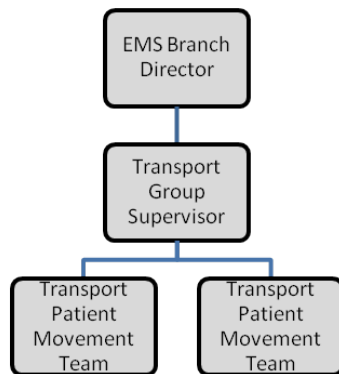 EMS Branch
Director
Transport
Group
Supervisor
Transport
Patient
Movement
Team
Transport
Patient
Movement
Team